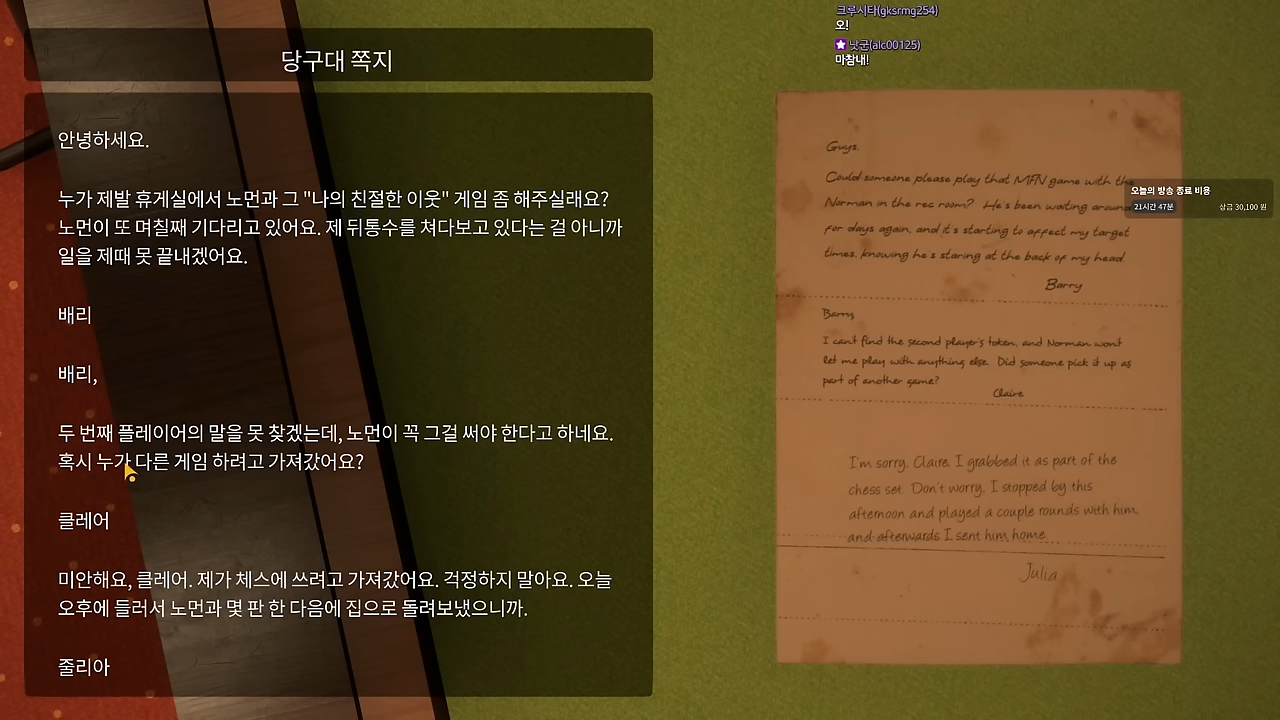 크루시타(gksrmg254)
오!
낫군(alc00125)
마참내!
당구대 쪽지
안녕하세요.
누가 제발 휴게실에서 노먼과 그 "나의 친절한 이웃" 게임 좀 해주실래요?
노먼이 또 며칠째 기다리고 있어요. 제 뒤통수를 쳐다보고 있다는 걸 아니까
일을 제때 못 끝내겠어요.
배리
배리,
두 번째 플레이어의 말을 못 찾겠는데, 노먼이 꼭 그걸 써야 한다고 하네요.
혹시 누가 다른 게임 하려고 가져갔어요?
클레어
미안해요, 클레어. 제가 체스에 쓰려고 가져갔어요. 걱정하지 말아요. 오늘
오후에 들러서 노먼과 몇 판 한 다음에 집으로 돌려보냈으니까.
줄리아
Guys,
Could someone please play that MFN game with the
Norman in the rec room? He's been waiting around
for days again, and it's starting to affect my target
times, knowing he's staring at the back of my head.
Barry
Barry,
I can't find the second player's token, and Norman won't
let me play with anything else. Did someone pick it up as
part of another game?
Claire
I'm sorry, Claire. I grabbed it as part of the
chess set. Don't worry, I stopped by this
afternoon and played a couple rounds with him,
and afterwards I sent him home.
Julia
오늘의 방송 종료 비용
21시간 47분 상금 30,100 원